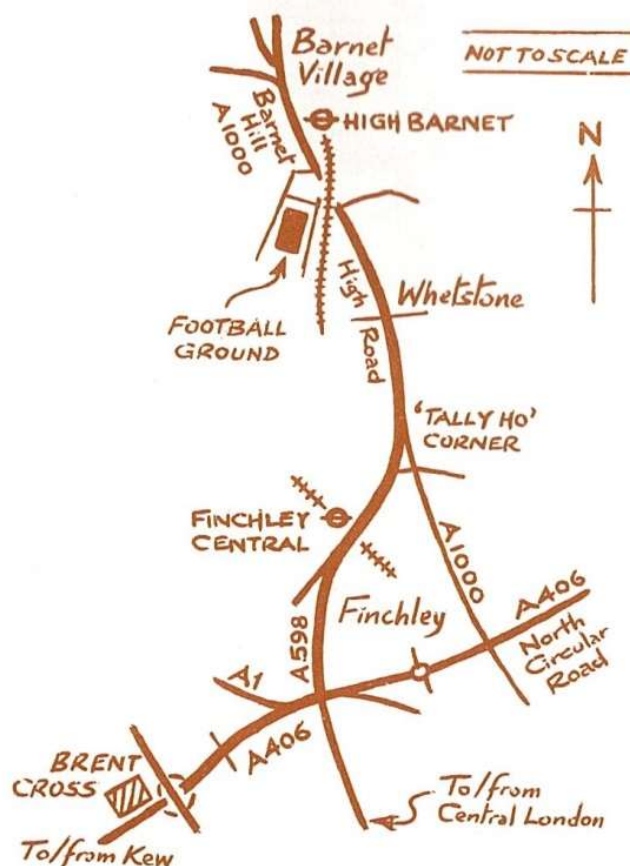 Barnet
Village
NOT TO SCALE
Barnet
Hill
A1000
HIGH BARNET
N
High
Road
Whetstone
FOOTBALL
GROUND
'TALLY HO'
CORNER
FINCHLEY
CENTRAL
A1000
A406
North
Circular
Road
Finchley
A598
A1
A406
BRENT
CROSS
To/from
Central London
To/from Kew